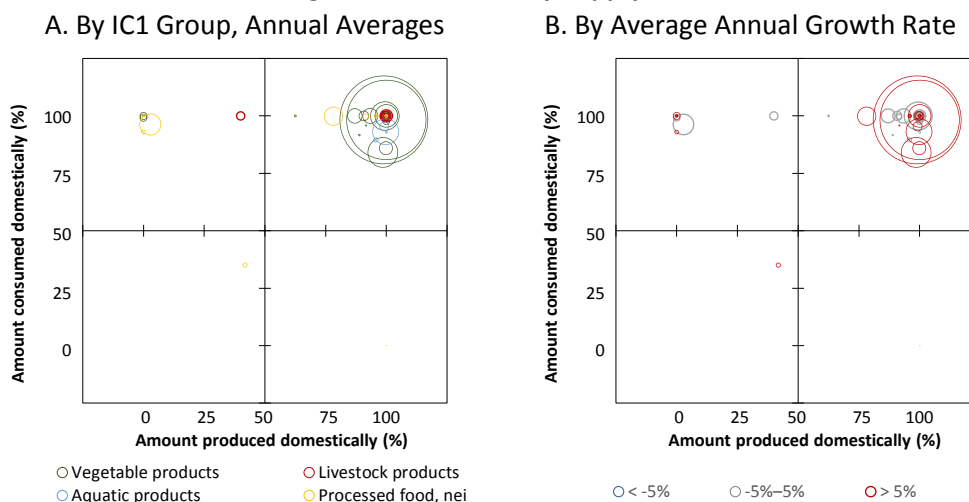 A. By IC1 Group, Annual Averages
Amount consumed domestically (%)
100
75
50
25
0
0 25 50 75 100
Amount produced domestically (%)
Vegetable products Livestock products
Aquatic products Processed food, nei
B. By Average Annual Growth Rate
Amount consumed domestically (%)
100
75
50
25
0
0 25 50 75 100
Amount produced domestically (%)
< -5% -5%–5% > 5%